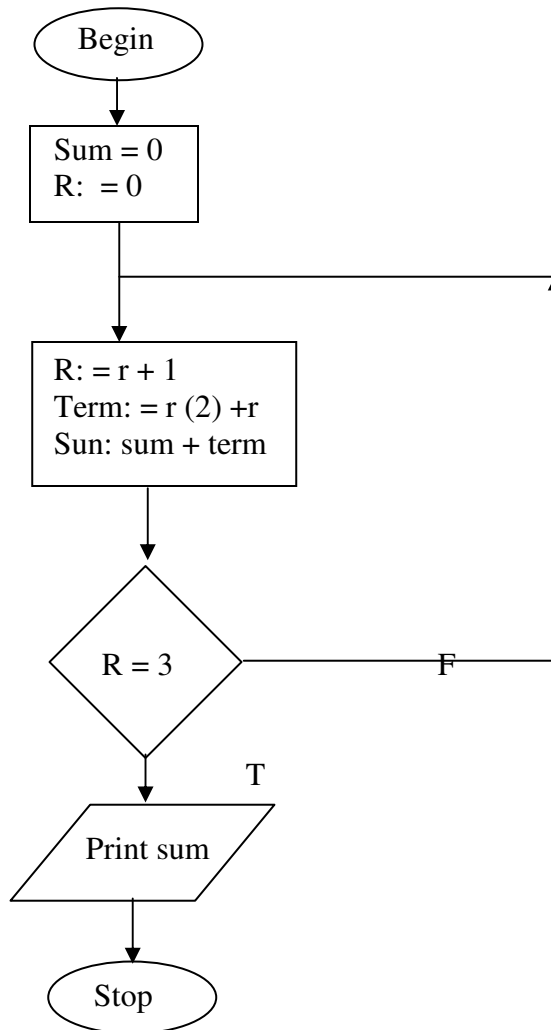 Begin
Sum = 0
R:  = 0
R: = r + 1
Term: = r (2) +r
Sun: sum + term
R = 3
F
T
Print sum
Stop